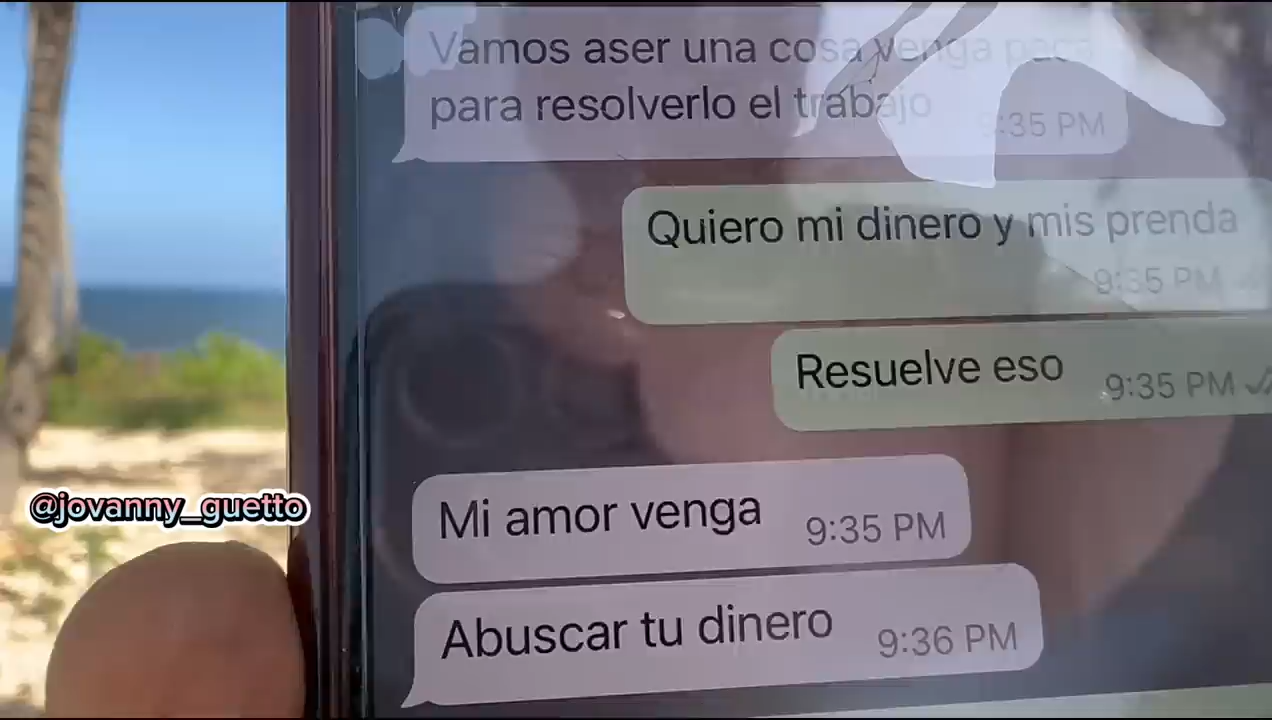 Vamos aser una cosa venga paca
para resolverlo el trabajo
9:35 PM
Quiero mi dinero y mis prenda
9:35 PM
Resuelve eso 9:35 PM
Mi amor venga 9:35 PM
@jovanny_guetto
Abuscar tu dinero 9:36 PM